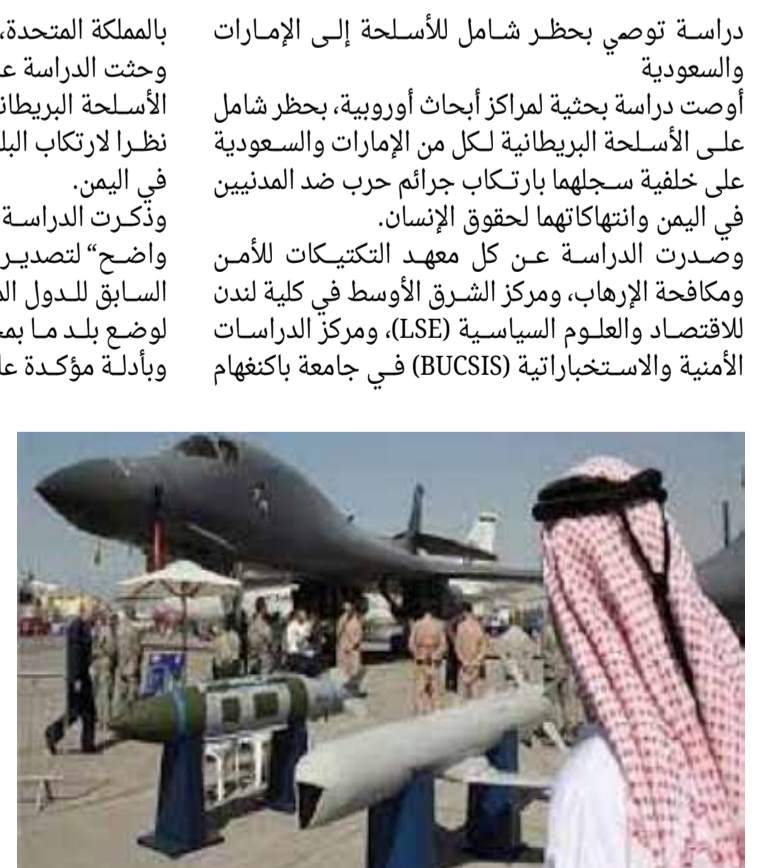 دراسة توصي بحظر شامل للأسلحة إلى الإمارات
والسعودية
أوصت دراسة بحثية لمراكز أبحاث أوروبية، بحظر شامل
على الأسلحة البريطانية لكل من الإمارات والسعودية
على خلفية سجلهما بارتكاب جرائم حرب ضد المدنيين
في اليمن وانتهاكاتهما لحقوق الإنسان.
وصدرت الدراسة عن كل معهد التكتيكات للأمن
ومكافحة الإرهاب، ومركز الشرق الأوسط في كلية لندن
للاقتصاد والعلوم السياسية (LSE)، ومركز الدراسات
الأمنية والاستخباراتية (BUCSIS) في جامعة باكنغهام
بالمملكة المتحدة،
وحثت الدراسة
الأسلحة
نظرا لارتكاب
في اليمن.
وذكرت الدراسة
واضح“ لتصدير
السابق للدول
لوضع بلد ما
وبأدلة مؤكدة